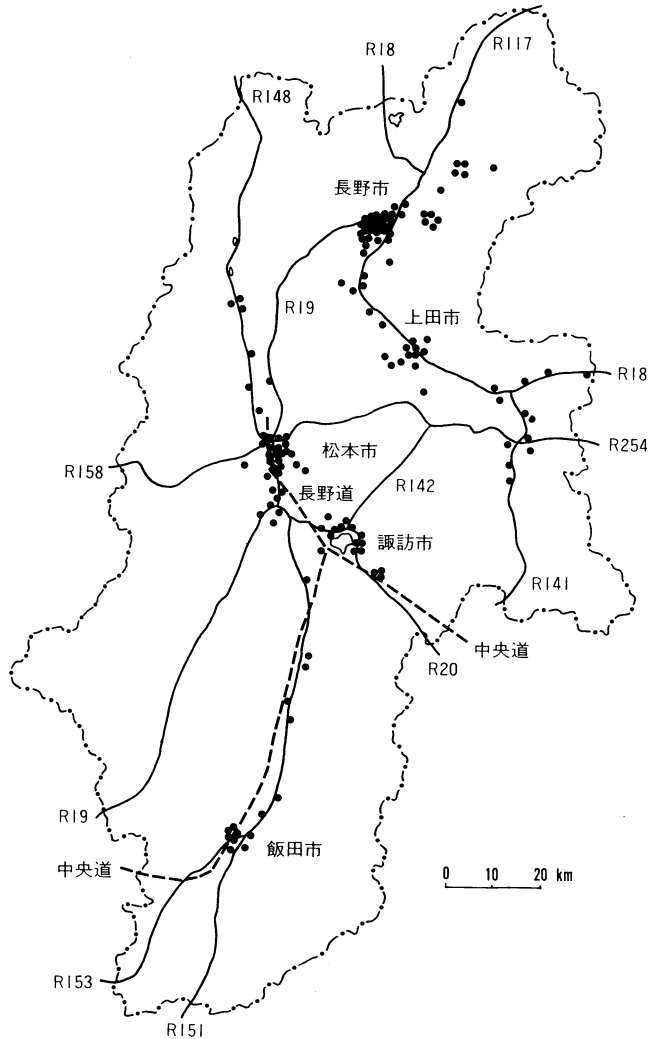 R117
R18
R148
長野市
R19
上田市
R18
R254
松本市
R158
R142
長野道
諏訪市
R141
中央道
R20
R19
飯田市
中央道
0 10 20 km
R153
R151